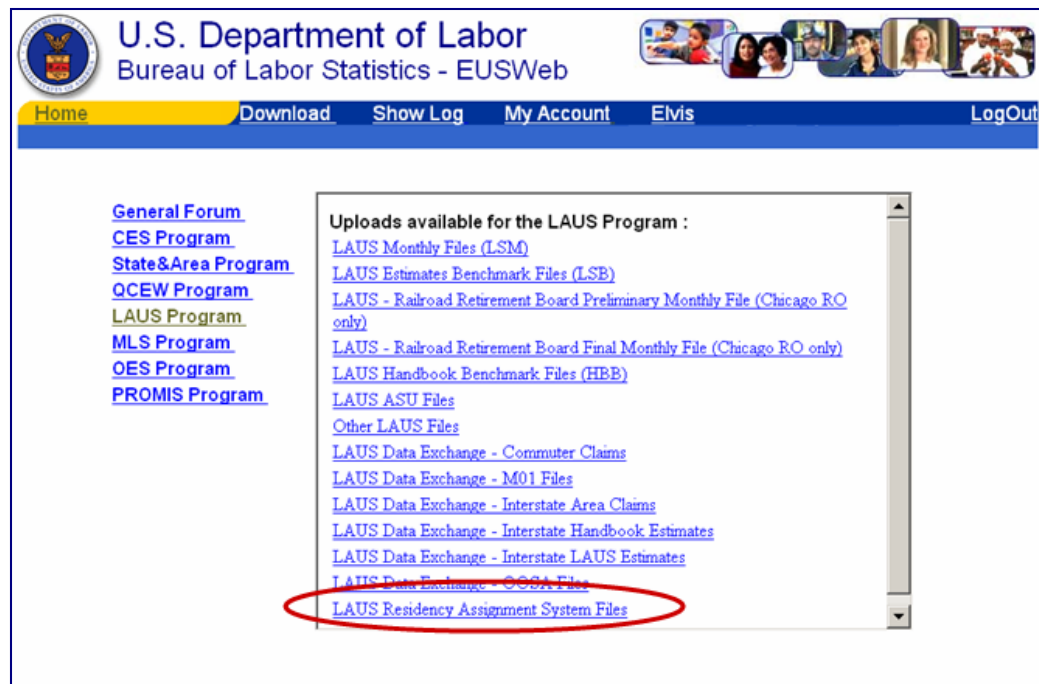 U.S. Department of Labor
Bureau of Labor Statistics - EUSWeb
Home Download Show Log My Account Elvis LogOut
General Forum
CES Program
State&Area Program
QCEW Program
LAUS Program
MLS Program
OES Program
PROMIS Program
Uploads available for the LAUS Program :
LAUS Monthly Files (LSM)
LAUS Estimates Benchmark Files (LSB)
LAUS - Railroad Retirement Board Preliminary Monthly File (Chicago RO
only)
LAUS - Railroad Retirement Board Final Monthly File (Chicago RO only)
LAUS Handbook Benchmark Files (HBB)
LAUS ASU Files
Other LAUS Files
LAUS Data Exchange - Commuter Claims
LAUS Data Exchange - M01 Files
LAUS Data Exchange - Interstate Area Claims
LAUS Data Exchange - Interstate Handbook Estimates
LAUS Data Exchange - Interstate LAUS Estimates
LAUS Data Exchange - OOSA Files
LAUS Residency Assignment System Files